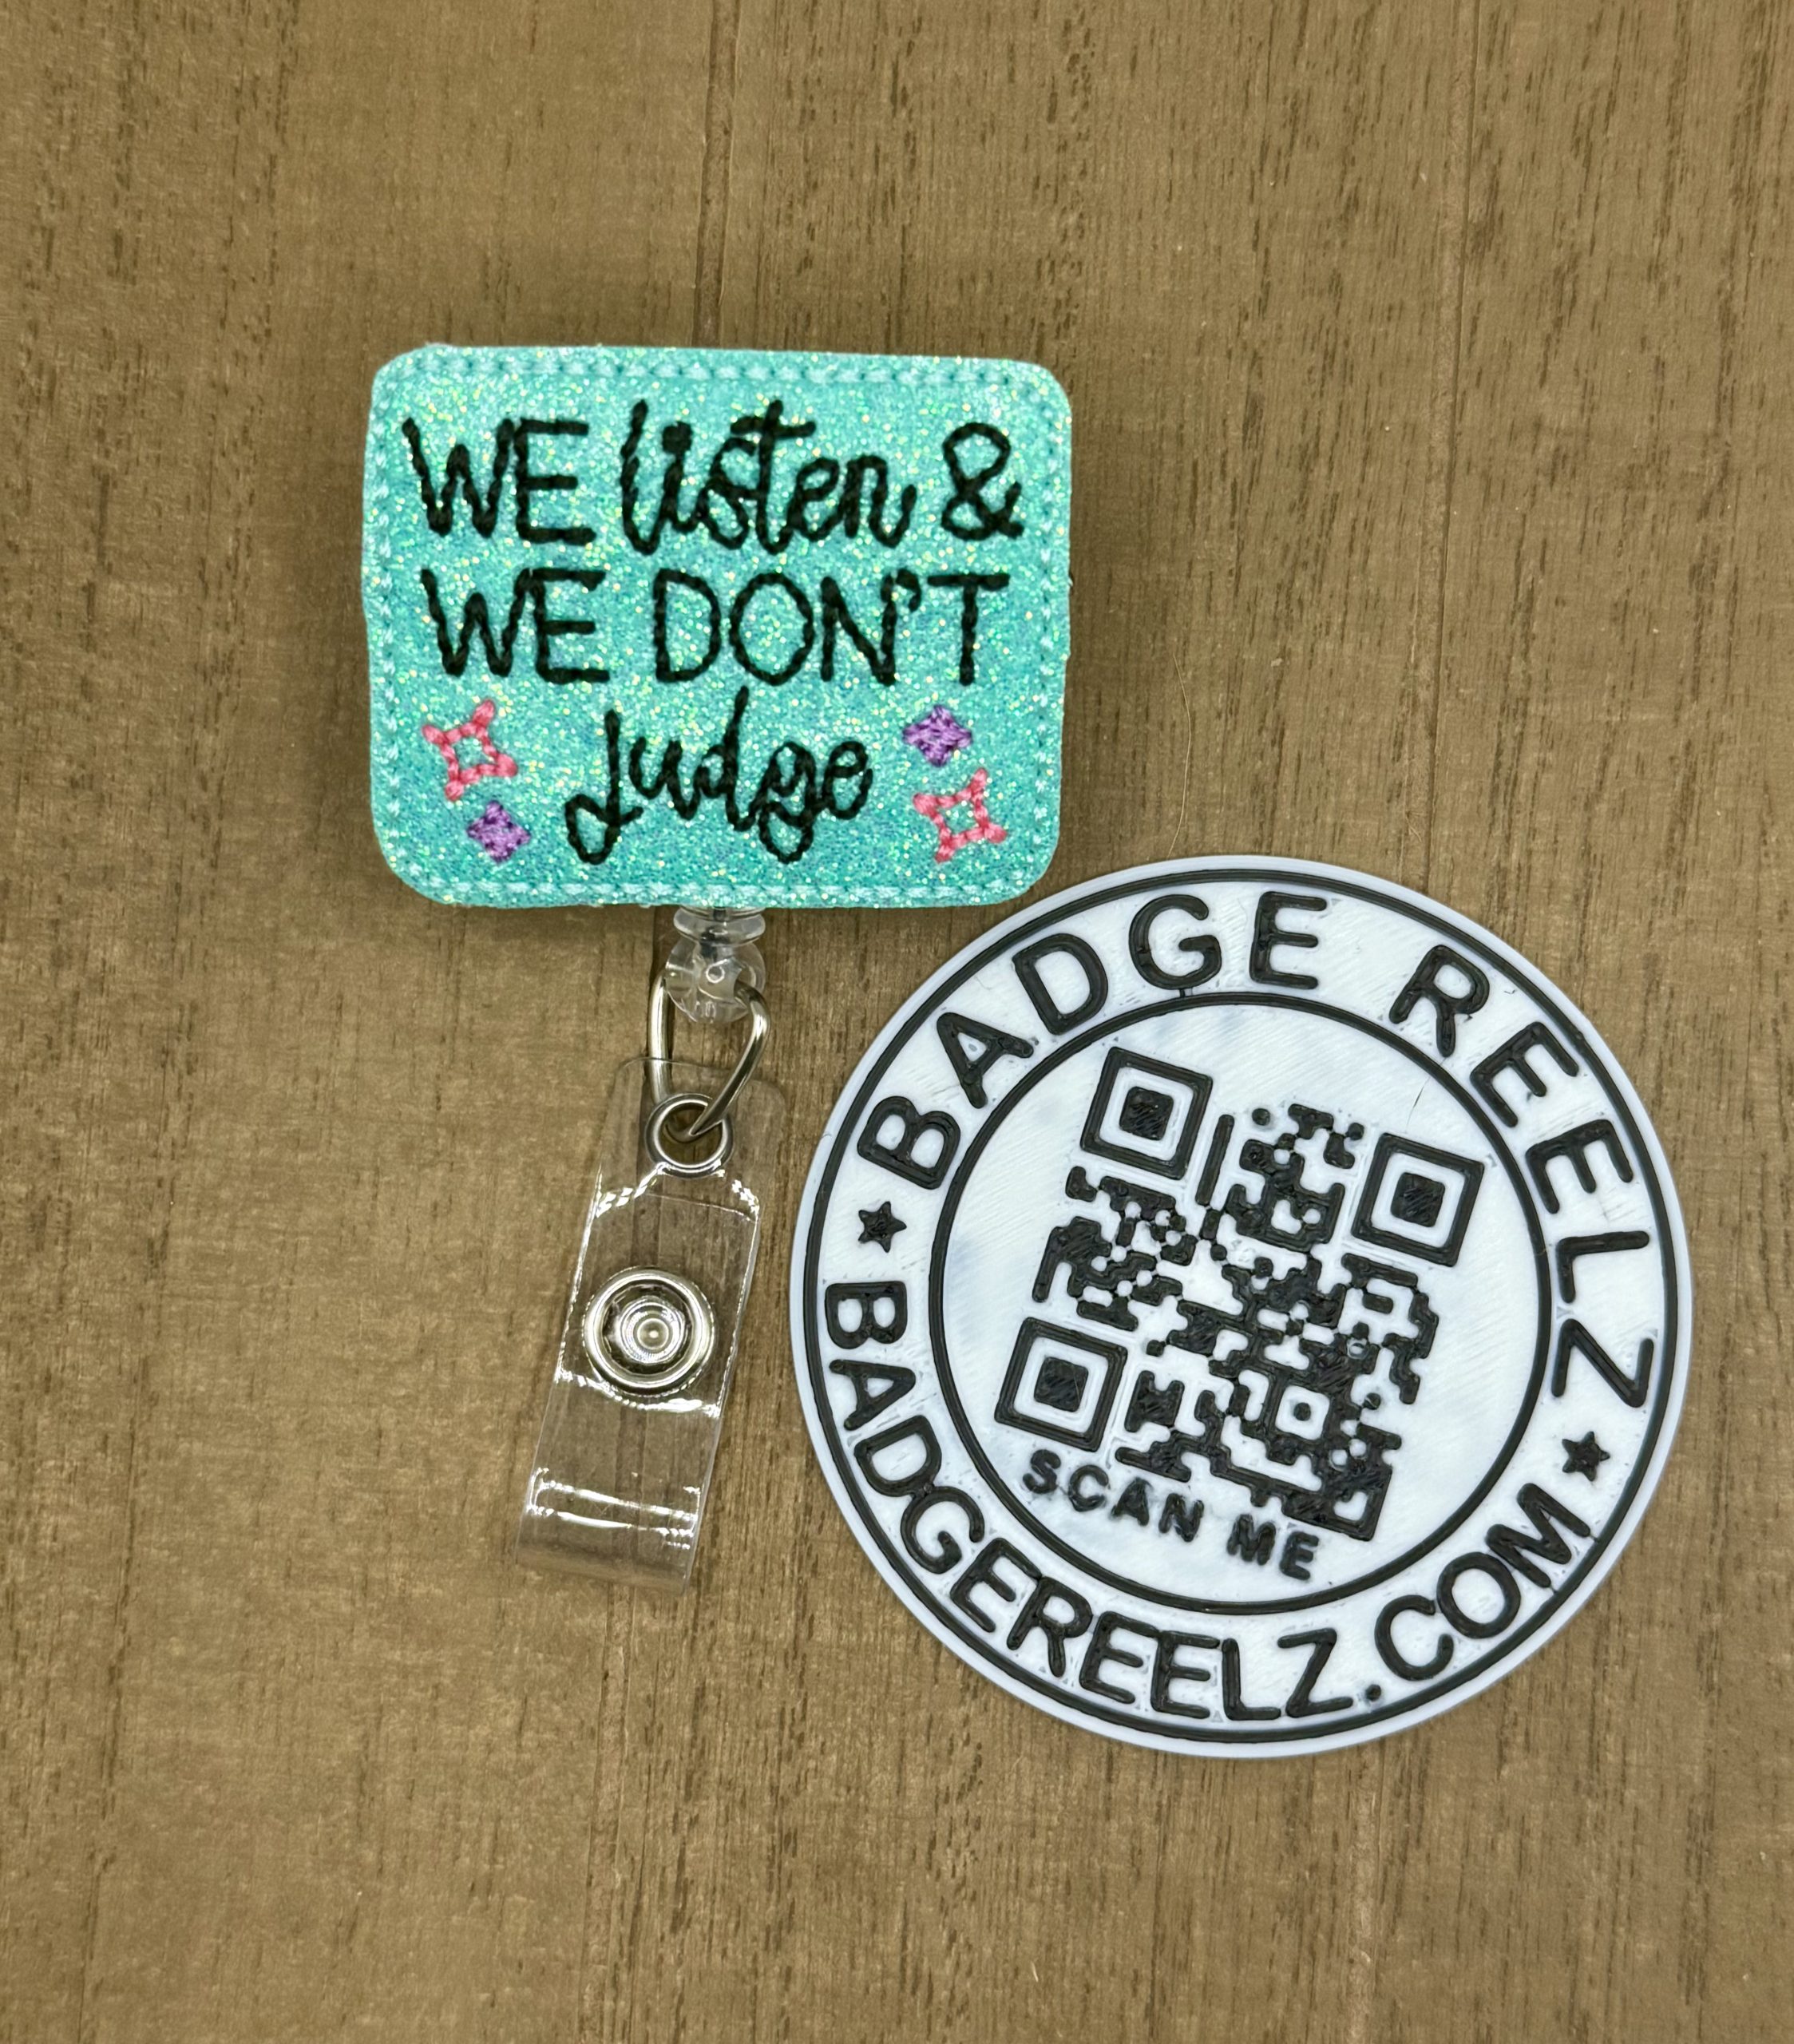 WE listen &
WE DON'T
judge
BADGE REELZ
SCAN ME
BADGEREELZ.COM